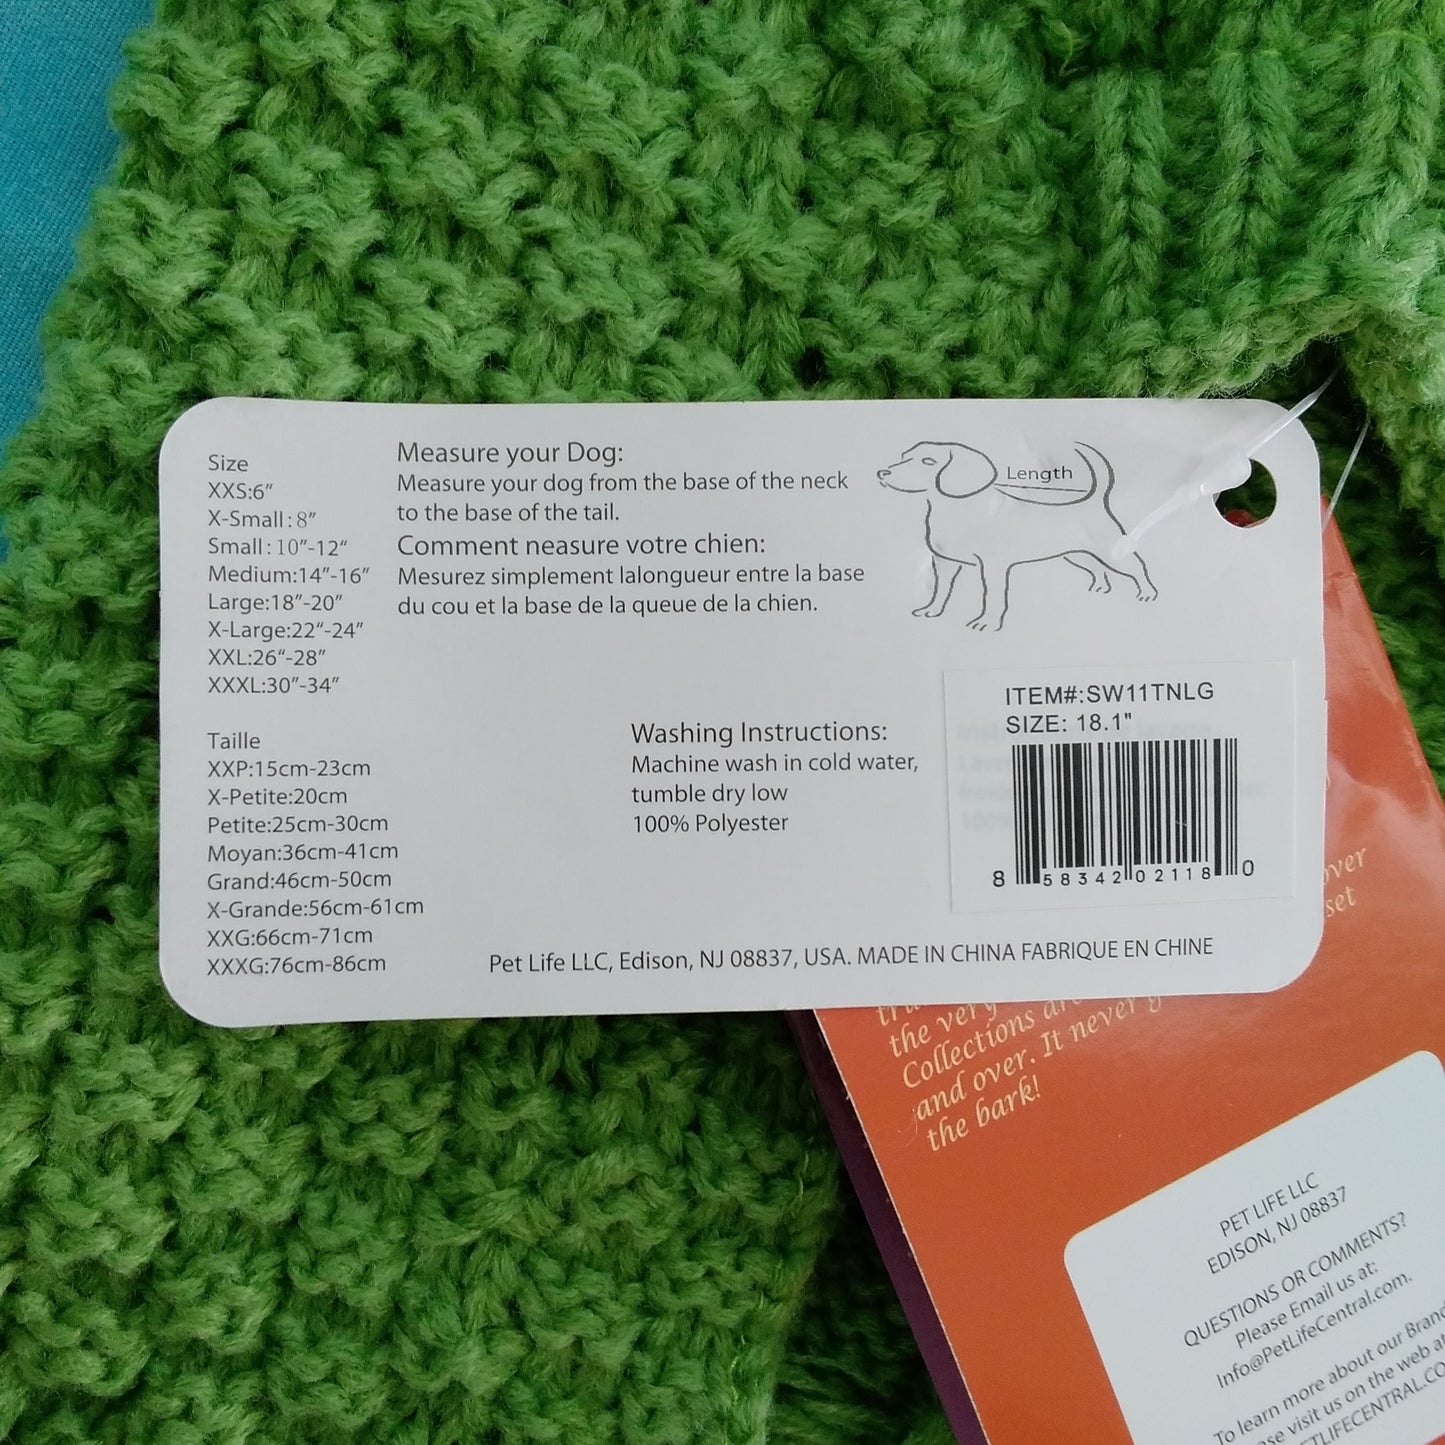 Size
XXS:6”
X-Small:8”
Small:10”-12“
Medium:14”-16”
Large:18”-20”
X-Large:22“-24”
XXL:26“-28”
XXXL:30”-34“
Measure your Dog:
Measure your dog from the base of the neck
to the base of the tail.
Comment neasure votre chien:
Mesurez simplement lalongueur entre la base
du cou et la base de la queue de la chien.
Length
Taille
XXP:15cm-23cm
X-Petite:20cm
Petite:25cm-30cm
Moyan:36cm-41cm
Grand:46cm-50cm
X-Grande:56cm-61cm
XXG:66cm-71cm
XXXG:76cm-86cm
Washing Instructions:
Machine wash in cold water,
tumble dry low
100% Polyester
ITEM#:SW11TNLG
SIZE: 18.1"
8 58342 02118 0
Pet Life LLC, Edison, NJ 08837, USA. MADE IN CHINA FABRIQUE EN CHINE
the very
Collections
and over. It never
the bark!
PET LIFE LLC
EDISON, NJ 08837
QUESTIONS OR COMMENTS?
Please Email us at:
Info@PetLifeCentral.com.
To learn more about our
visit us on the web